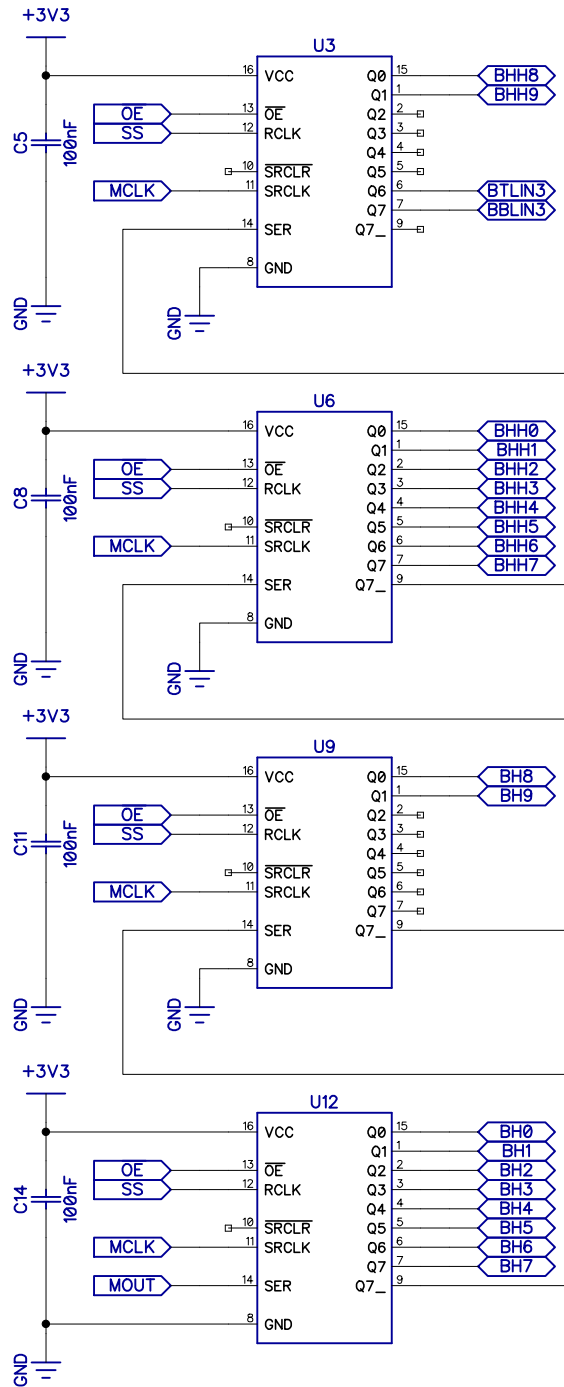 +3V3
U3
16 VCC Q0 15 BHH8
Q1 1 BHH9
OE 13 OE Q2 2
SS 12 RCLK Q3 3
Q4 4
10 SRCLR Q5 5
MCLK 11 SRCLK Q6 6 BTLIN3
Q7 7 BBLIN3
14 SER Q7_ 9
8 GND
C5 100nF
GND
GND
+3V3
U6
16 VCC Q0 15 BHH0
Q1 1 BHH1
OE 13 OE Q2 2 BHH2
SS 12 RCLK Q3 3 BHH3
Q4 4 BHH4
10 SRCLR Q5 5 BHH5
MCLK 11 SRCLK Q6 6 BHH6
Q7 7 BHH7
14 SER Q7_ 9
8 GND
C8 100nF
GND
GND
+3V3
U9
16 VCC Q0 15 BH8
Q1 1 BH9
OE 13 OE Q2 2
SS 12 RCLK Q3 3
Q4 4
10 SRCLR Q5 5
MCLK 11 SRCLK Q6 6
Q7 7
14 SER Q7_ 9
8 GND
C11 100nF
GND
GND
+3V3
U12
16 VCC Q0 15 BH0
Q1 1 BH1
OE 13 OE Q2 2 BH2
SS 12 RCLK Q3 3 BH3
Q4 4 BH4
10 SRCLR Q5 5 BH5
MCLK 11 SRCLK Q6 6 BH6
Q7 7 BH7
MOUT 14 SER Q7_ 9
8 GND
C14 100nF
GND